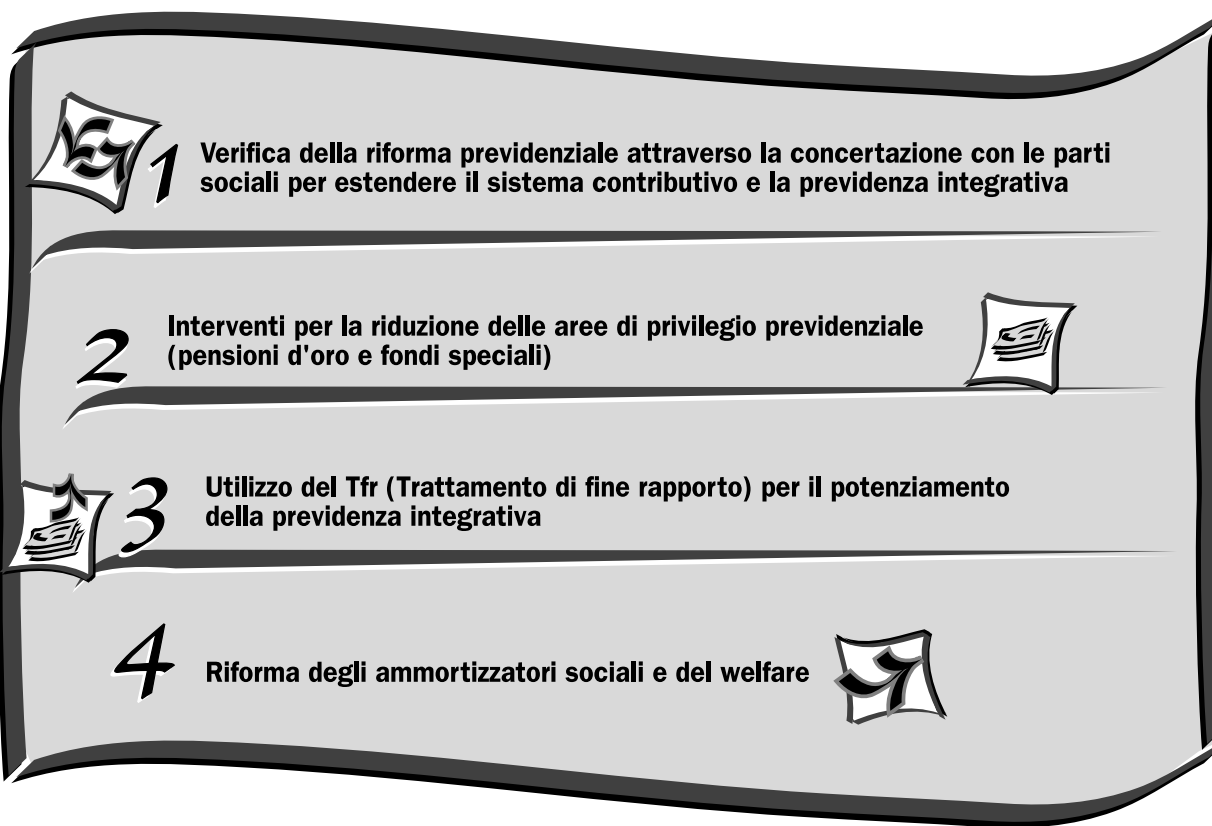 1 Verifica della riforma previdenziale attraverso la concertazione con le parti
sociali per estendere il sistema contributivo e la previdenza integrativa
2 Interventi per la riduzione delle aree di privilegio previdenziale
(pensioni d'oro e fondi speciali)
3 Utilizzo del Tfr (Trattamento di fine rapporto) per il potenziamento
della previdenza integrativa
4 Riforma degli ammortizzatori sociali e del welfare